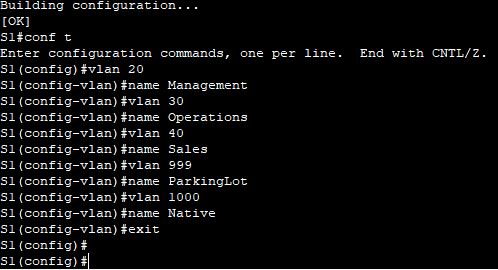 Building configuration...
[OK]
S1#conf t
Enter configuration commands, one per line.  End with CNTL/Z.
S1(config)#vlan 20
S1(config-vlan)#name Management
S1(config-vlan)#vlan 30
S1(config-vlan)#name Operations
S1(config-vlan)#vlan 40
S1(config-vlan)#name Sales
S1(config-vlan)#vlan 999
S1(config-vlan)#name ParkingLot
S1(config-vlan)#vlan 1000
S1(config-vlan)#name Native
S1(config-vlan)#exit
S1(config)#
S1(config)#